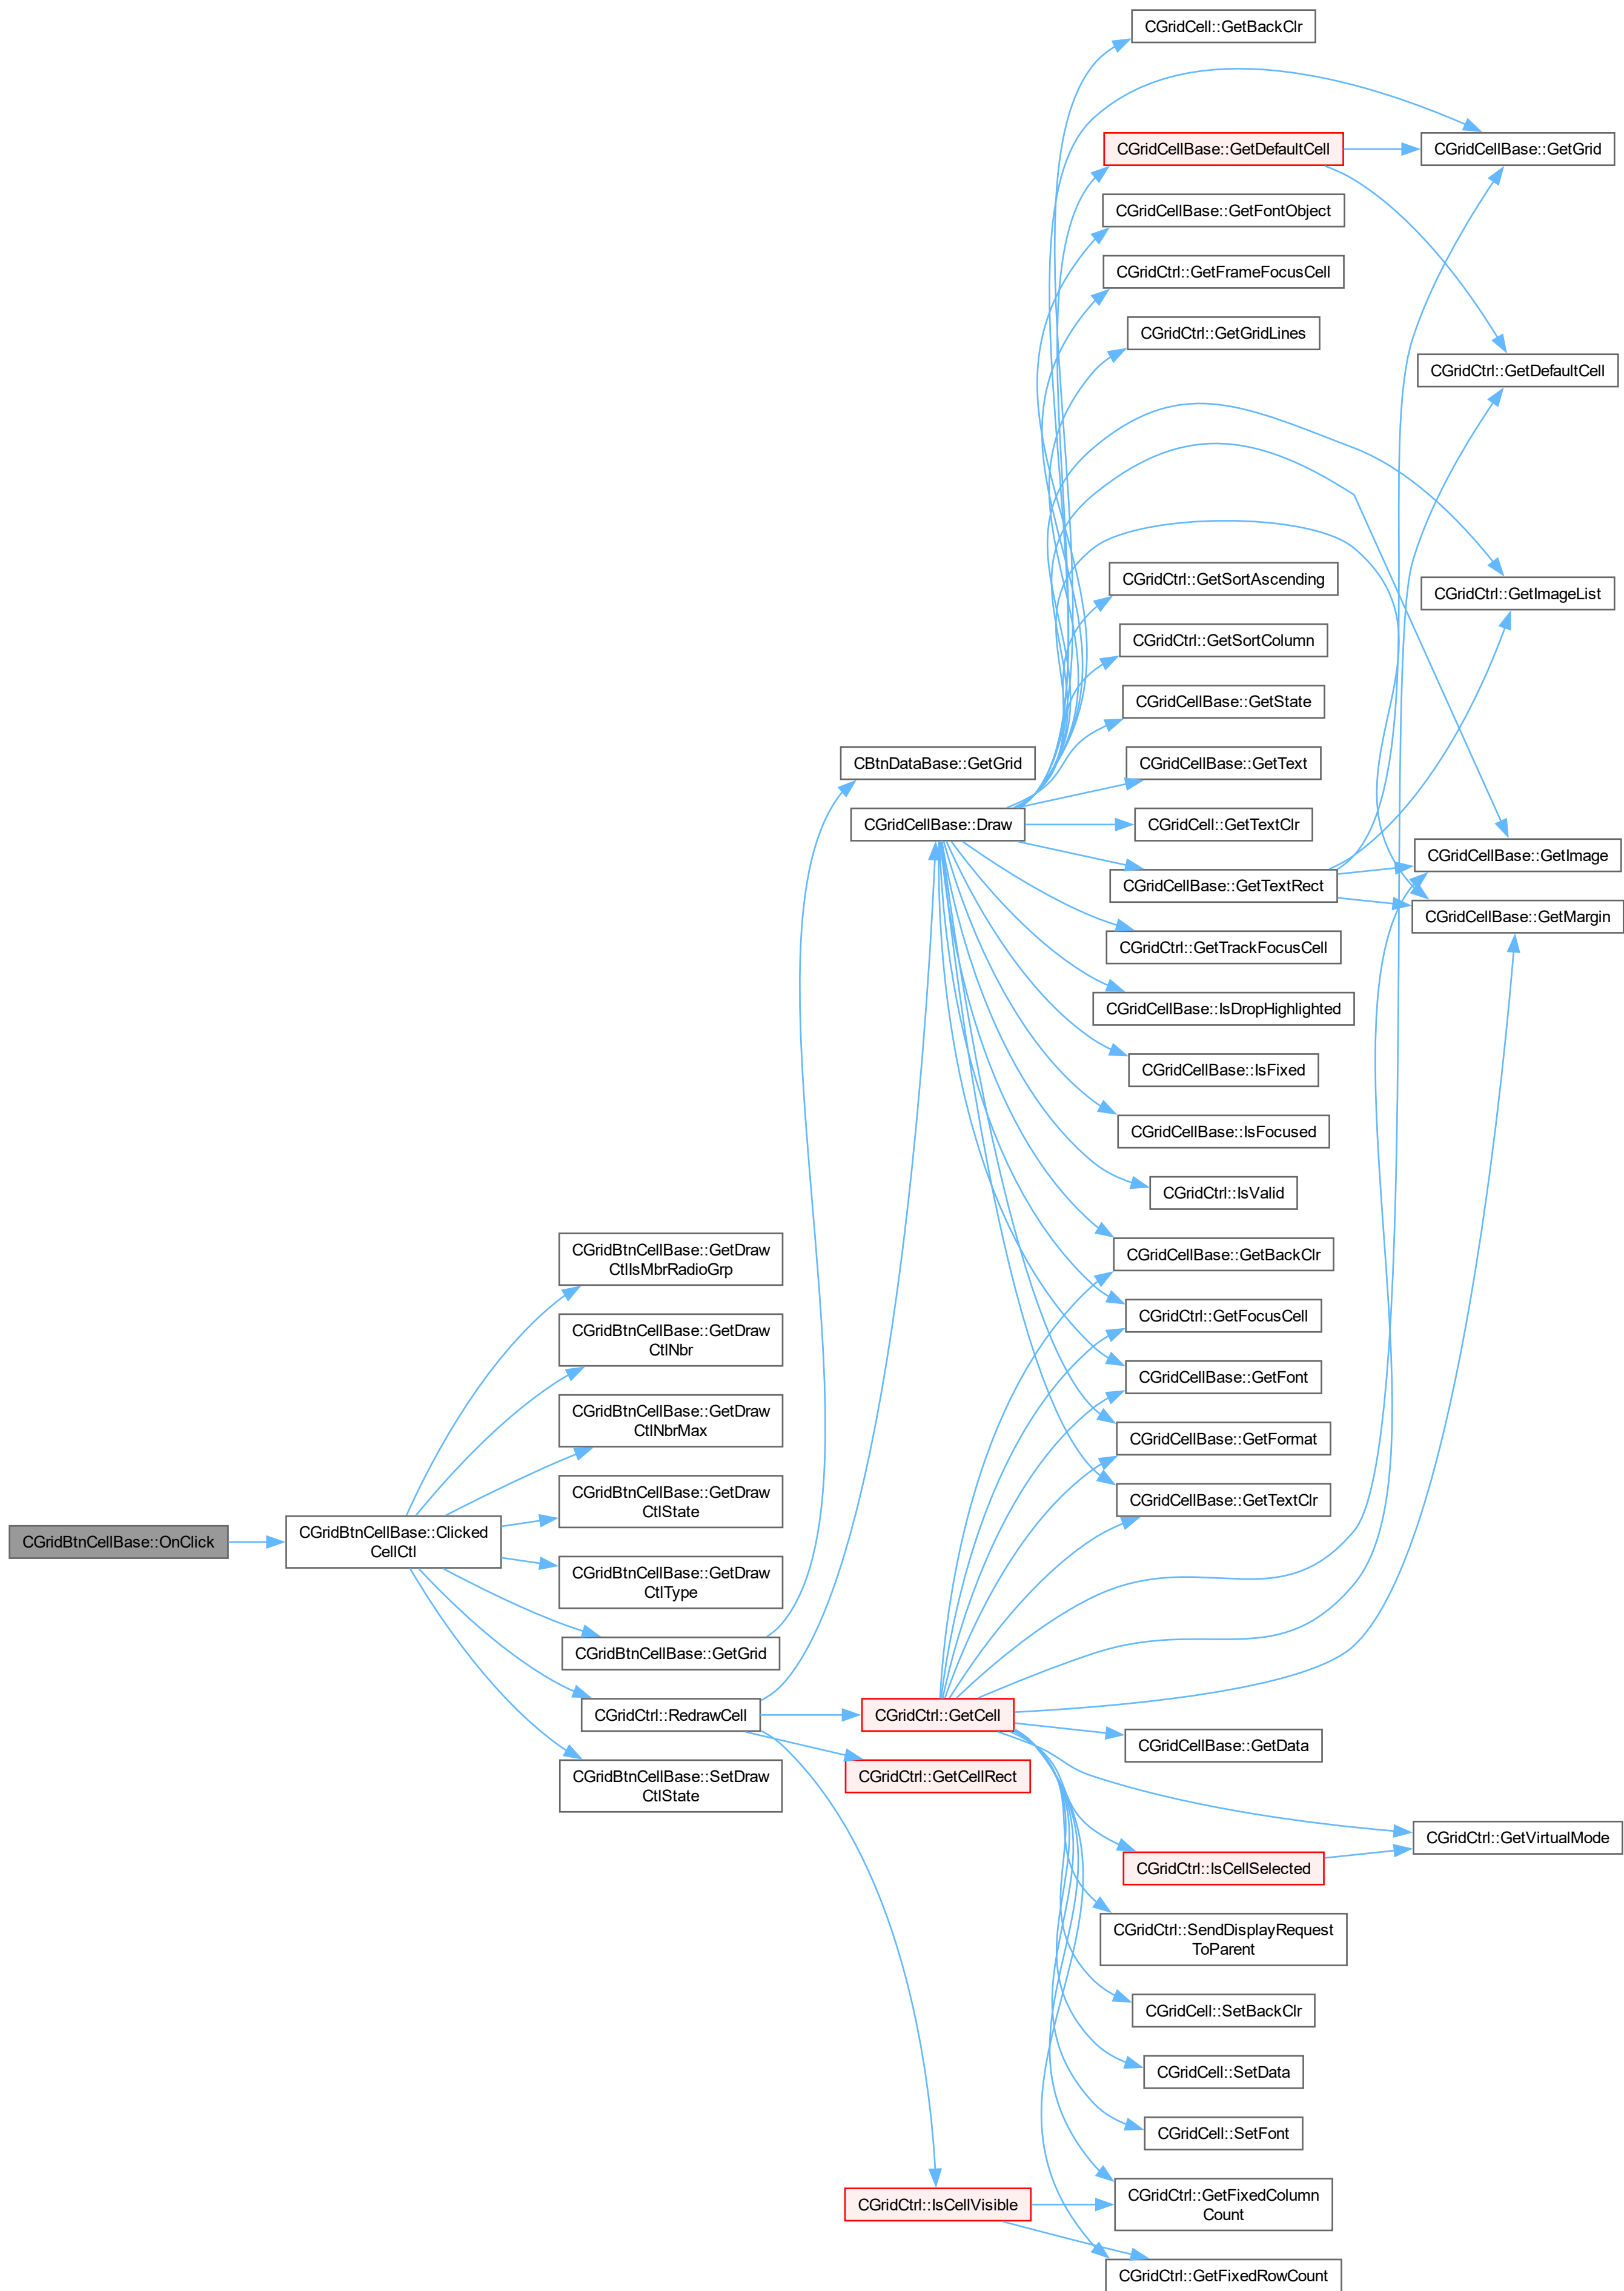 CGridCell::GetBackClr
CGridCellBase::GetDefaultCell
CGridCellBase::GetGrid
CGridCellBase::GetFontObject
CGridCtrl::GetFrameFocusCell
CGridCtrl::GetGridLines
CGridCtrl::GetDefaultCell
CGridCtrl::GetSortAscending
CGridCtrl::GetImageList
CGridCtrl::GetSortColumn
CGridCellBase::GetState
CBtnDataBase::GetGrid
CGridCellBase::GetText
CGridCellBase::Draw
CGridCell::GetTextClr
CGridCellBase::GetImage
CGridCellBase::GetTextRect
CGridCellBase::GetMargin
CGridCtrl::GetTrackFocusCell
CGridCellBase::IsDropHighlighted
CGridCellBase::IsFixed
CGridCellBase::IsFocused
CGridCtrl::IsValid
CGridBtnCellBase::GetDraw
CtlIsMbrRadioGrp
CGridCellBase::GetBackClr
CGridCtrl::GetFocusCell
CGridBtnCellBase::GetDraw
CtlNbr
CGridCellBase::GetFont
CGridBtnCellBase::GetDraw
CtlNbrMax
CGridCellBase::GetFormat
CGridBtnCellBase::GetDraw
CtlState
CGridCellBase::GetTextClr
CGridBtnCellBase::OnClick
CGridBtnCellBase::Clicked
CellCtl
CGridBtnCellBase::GetDraw
CtlType
CGridBtnCellBase::GetGrid
CGridCtrl::RedrawCell
CGridCtrl::GetCell
CGridCellBase::GetData
CGridCtrl::GetCellRect
CGridBtnCellBase::SetDraw
CtlState
CGridCtrl::GetVirtualMode
CGridCtrl::IsCellSelected
CGridCtrl::SendDisplayRequest
ToParent
CGridCell::SetBackClr
CGridCell::SetData
CGridCell::SetFont
CGridCtrl::IsCellVisible
CGridCtrl::GetFixedColumn
Count
CGridCtrl::GetFixedRowCount